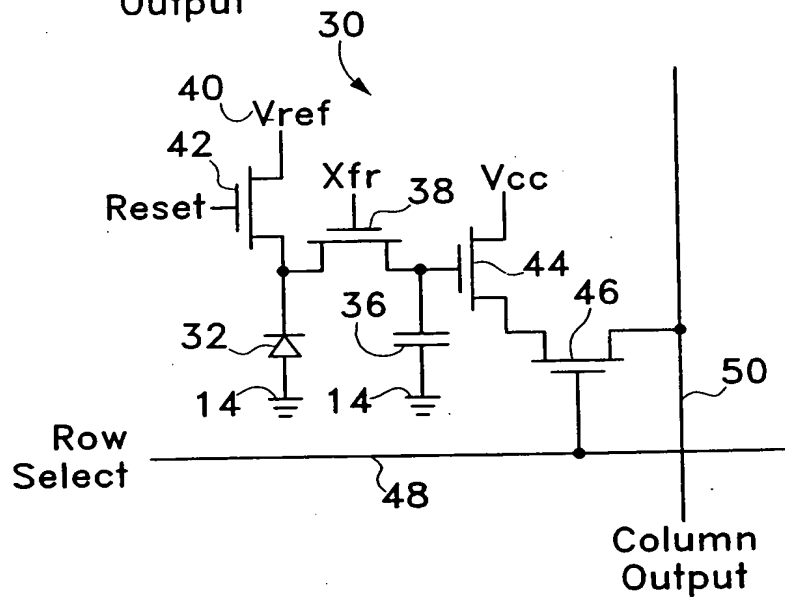 Output
30
40
Vref
42
Reset
Xfr
38
Vcc
44
46
36
32
14
14
50
Row
Select
48
Column
Output